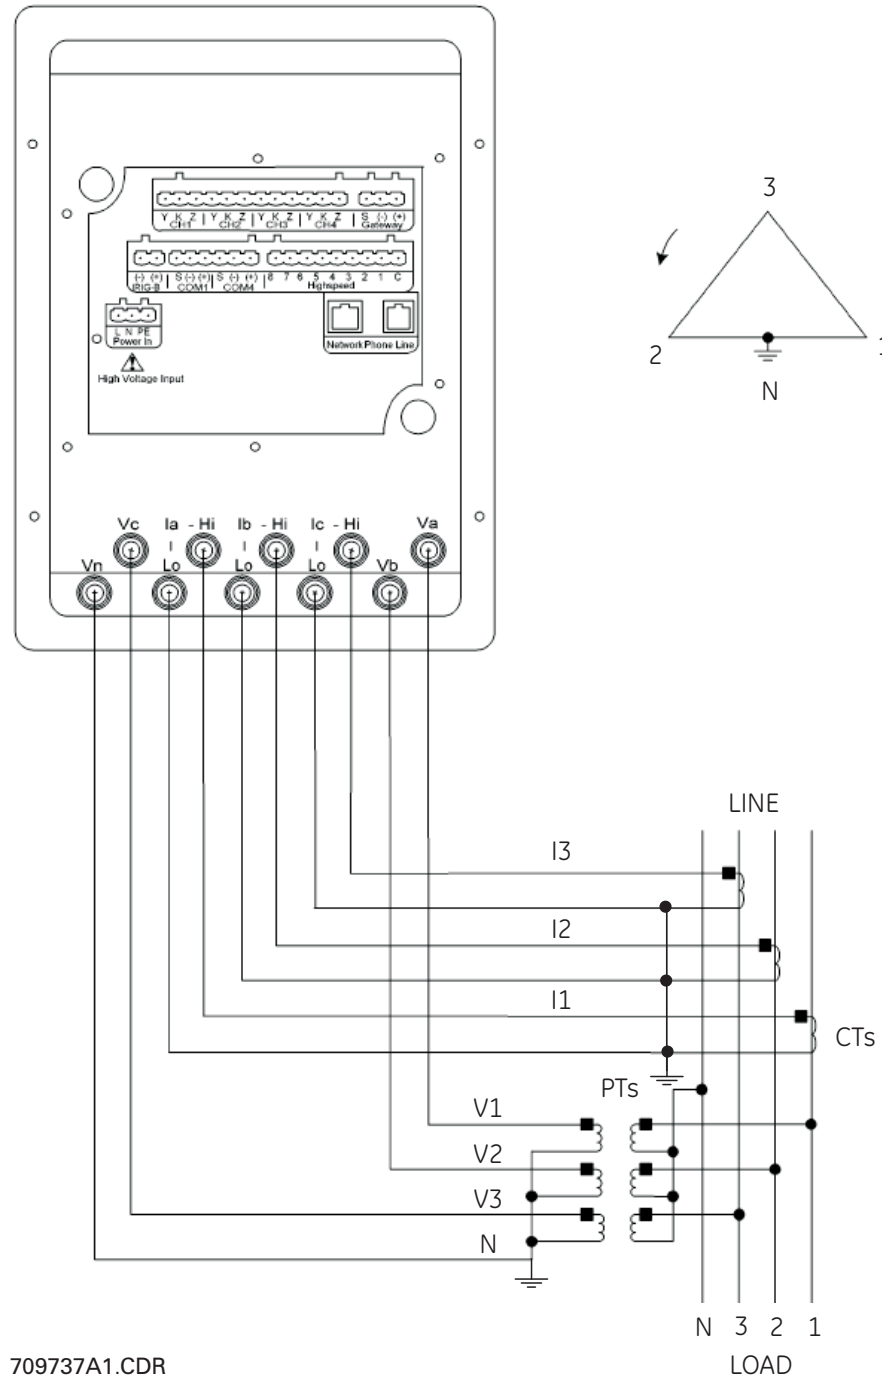 Y K Z | Y K Z | Y K Z | Y K Z S (-) (+)
CH1 CH2 CH3 CH4 Gateway
(-) (+) S (-) (+) S (-) (+) 8 7 6 5 4 3 2 1 C
IRIG-B COM1 COM4 Highspeed
L N PE
Power In
Network Phone Line
High Voltage Input
3
2
1
N
Vc Ia - Hi Ib - Hi Ic - Hi Va
Vn Lo Lo Lo Vb
LINE
I3
I2
I1
CTs
PTs
V1
V2
V3
N
N 3 2 1
LOAD
709737A1.CDR